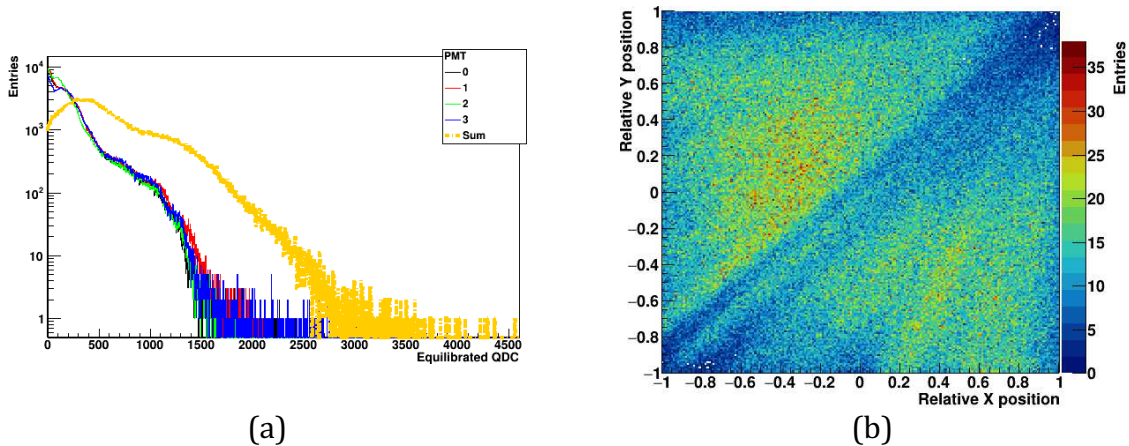 PMT
0
1
2
3
Sum
Entries
10⁴
10³
10²
10
1
0 500 1000 1500 2000 2500 3000 3500 4000 4500
Equilibrated QDC
(a)
Relative Y position
1
0.8
0.6
0.4
0.2
0
−0.2
−0.4
−0.6
−0.8
−1
−1 −0.8 −0.6 −0.4 −0.2 0 0.2 0.4 0.6 0.8 1
Relative X position
Entries
35
30
25
20
15
10
5
0
(b)